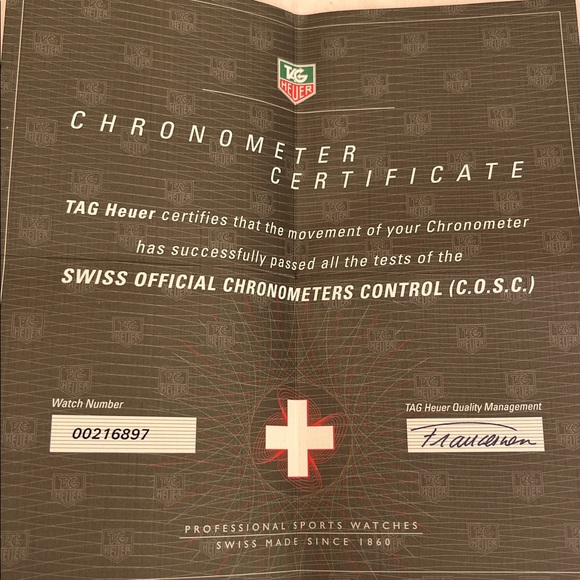 TAG
HEUER
CHRONOMETER
CERTIFICATE
TAG Heuer certifies that the movement of your Chronometer
has successfully passed all the tests of the
SWISS OFFICIAL CHRONOMETERS CONTROL (C.O.S.C.)
Watch Number
00216897
TAG Heuer Quality Management
PROFESSIONAL SPORTS WATCHES
SWISS MADE SINCE 1860